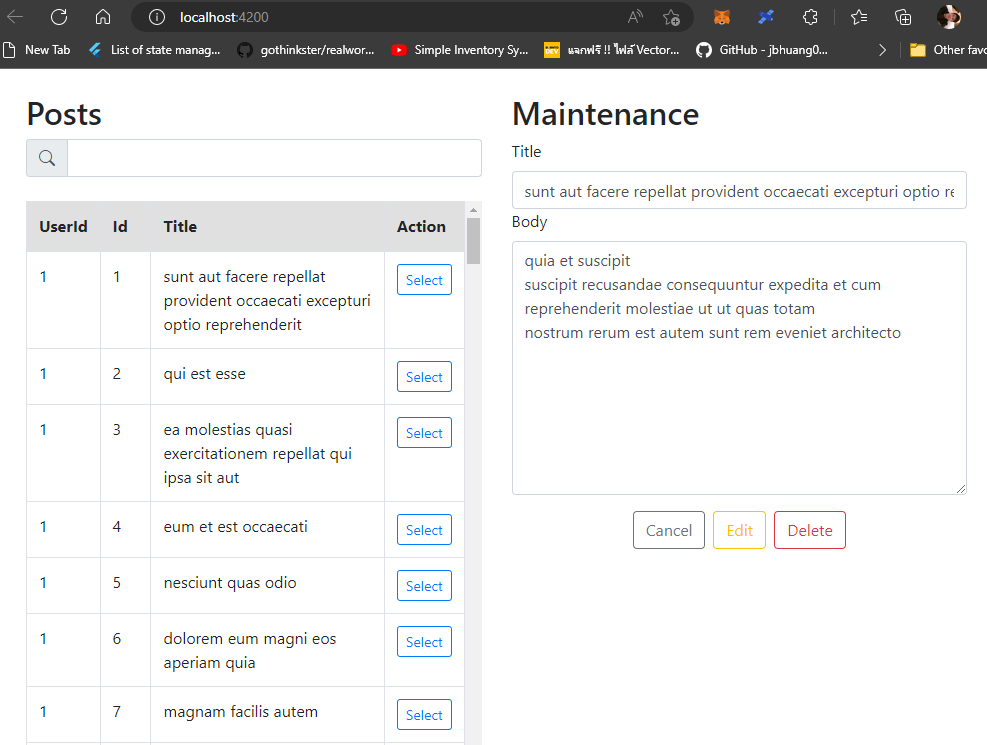 localhost:4200
New Tab
List of state manag...
gothinkster/realwor...
Simple Inventory Sy...
แจกฟรี !! ไฟล์ Vector...
GitHub - jbhuang0...
Other favo
Posts
UserId Id Title Action
1 1 sunt aut facere repellat Select
provident occaecati excepturi
optio reprehenderit
1 2 qui est esse Select
1 3 ea molestias quasi Select
exercitationem repellat qui
ipsa sit aut
1 4 eum et est occaecati Select
1 5 nesciunt quas odio Select
1 6 dolorem eum magni eos Select
aperiam quia
1 7 magnam facilis autem Select
Maintenance
Title
sunt aut facere repellat provident occaecati excepturi optio re
Body
quia et suscipit
suscipit recusandae consequuntur expedita et cum
reprehenderit molestiae ut ut quas totam
nostrum rerum est autem sunt rem eveniet architecto
Cancel Edit Delete